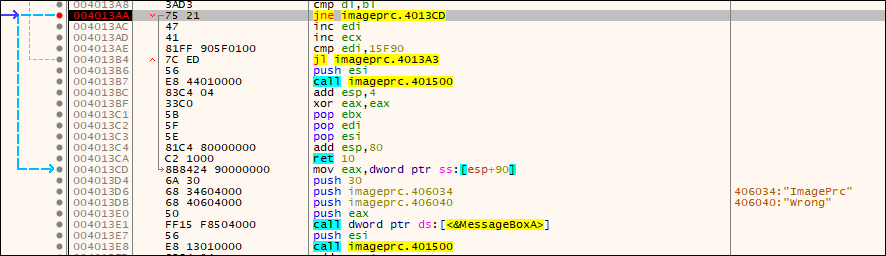 004013A8 3AD3 cmp dl,bl
004013AA 75 21 jne imageprc.4013CD
004013AC 47 inc edi
004013AD 41 inc ecx
004013AE 81FF 905F0100 cmp edi,15F90
004013B4 7C ED jl imageprc.4013A3
004013B6 56 push esi
004013B7 E8 44010000 call imageprc.401500
004013BC 83C4 04 add esp,4
004013BF 33C0 xor eax,eax
004013C1 5B pop ebx
004013C2 5F pop edi
004013C3 5E pop esi
004013C4 81C4 80000000 add esp,80
004013CA C2 1000 ret 10
004013CD 8B8424 90000000 mov eax,dword ptr ss:[esp+90]
004013D4 6A 30 push 30
004013D6 68 34604000 push imageprc.406034 406034:"ImagePrc"
004013DB 68 40604000 push imageprc.406040 406040:"Wrong"
004013E0 50 push eax
004013E1 FF15 F8504000 call dword ptr ds:[<&MessageBoxA>]
004013E7 56 push esi
004013E8 E8 13010000 call imageprc.401500